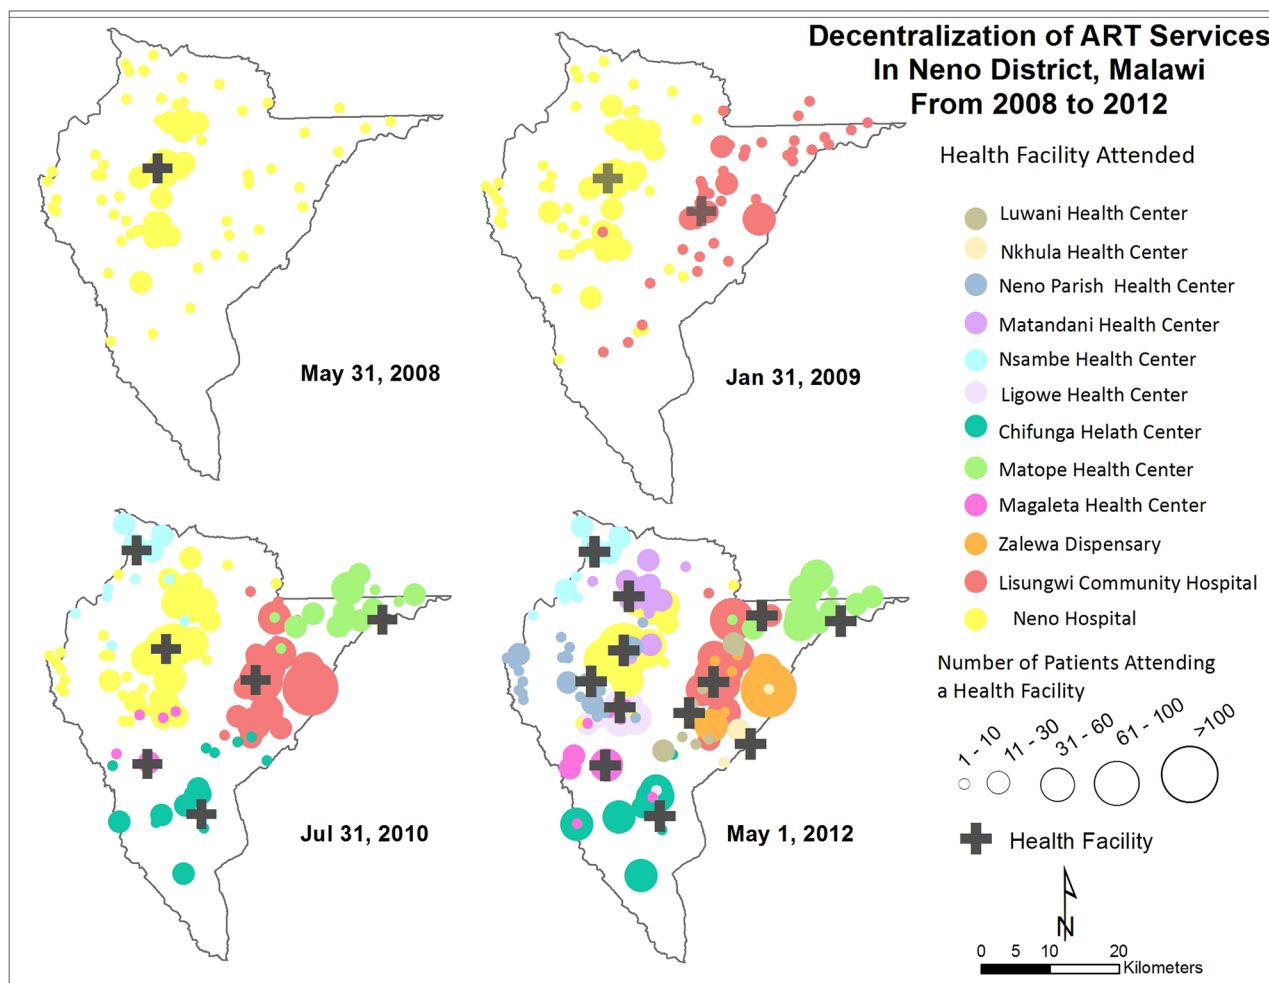 Decentralization of ART Services
In Neno District, Malawi
From 2008 to 2012
Health Facility Attended
Luwani Health Center
Nkhula Health Center
Neno Parish Health Center
Matandani Health Center
Nsambe Health Center
Ligowe Health Center
Chifunga Helath Center
Matope Health Center
Magaleta Health Center
Zalewa Dispensary
Lisungwi Community Hospital
Neno Hospital
Number of Patients Attending
a Health Facility
1 - 10
11 - 30
31 - 60
61 - 100
>100
Health Facility
N
0 5 10 20
Kilometers
May 31, 2008
Jan 31, 2009
Jul 31, 2010
May 1, 2012